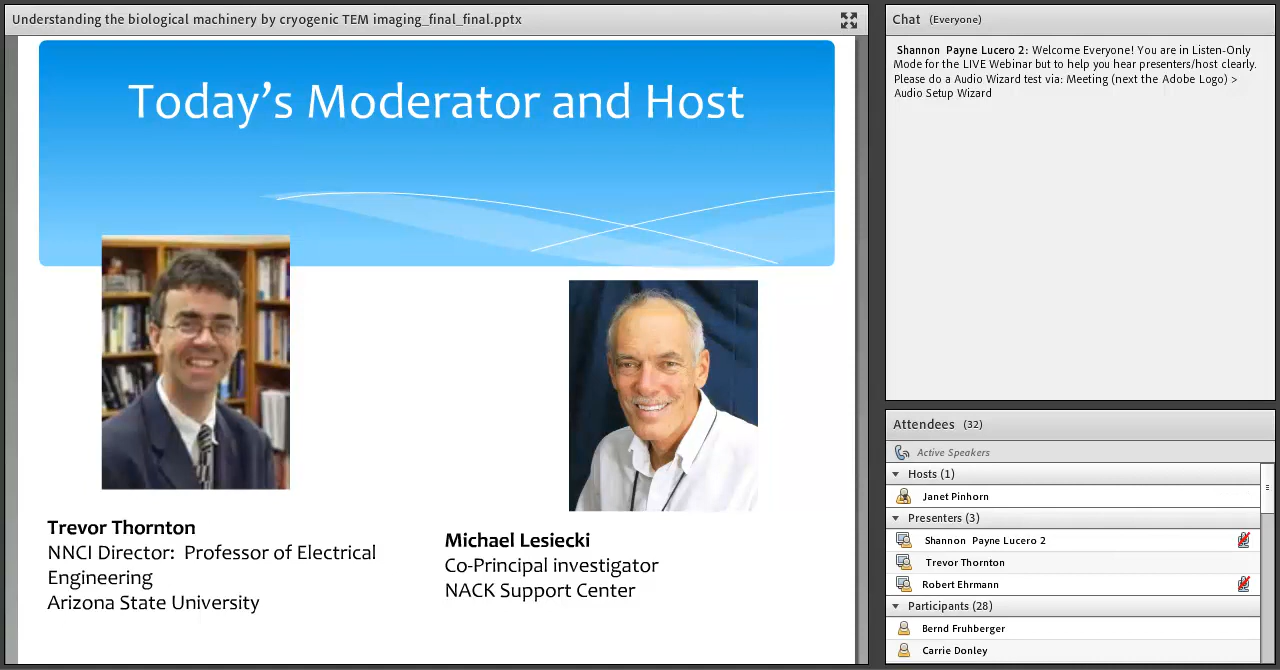 Understanding the biological machinery by cryogenic TEM imaging_final_final.pptx
Today's Moderator and Host
Trevor Thornton
NNCI Director: Professor of Electrical
Engineering
Arizona State University
Michael Lesiecki
Co-Principal investigator
NACK Support Center
Chat (Everyone)
Shannon Payne Lucero 2: Welcome Everyone! You are in Listen-Only
Mode for the LIVE Webinar but to help you hear presenters/host clearly.
Please do a Audio Wizard test via: Meeting (next the Adobe Logo) >
Audio Setup Wizard
Attendees (32)
Active Speakers
Hosts (1)
Janet Pinhorn
Presenters (3)
Shannon Payne Lucero 2
Trevor Thornton
Robert Ehrmann
Participants (28)
Bernd Fruhberger
Carrie Donley